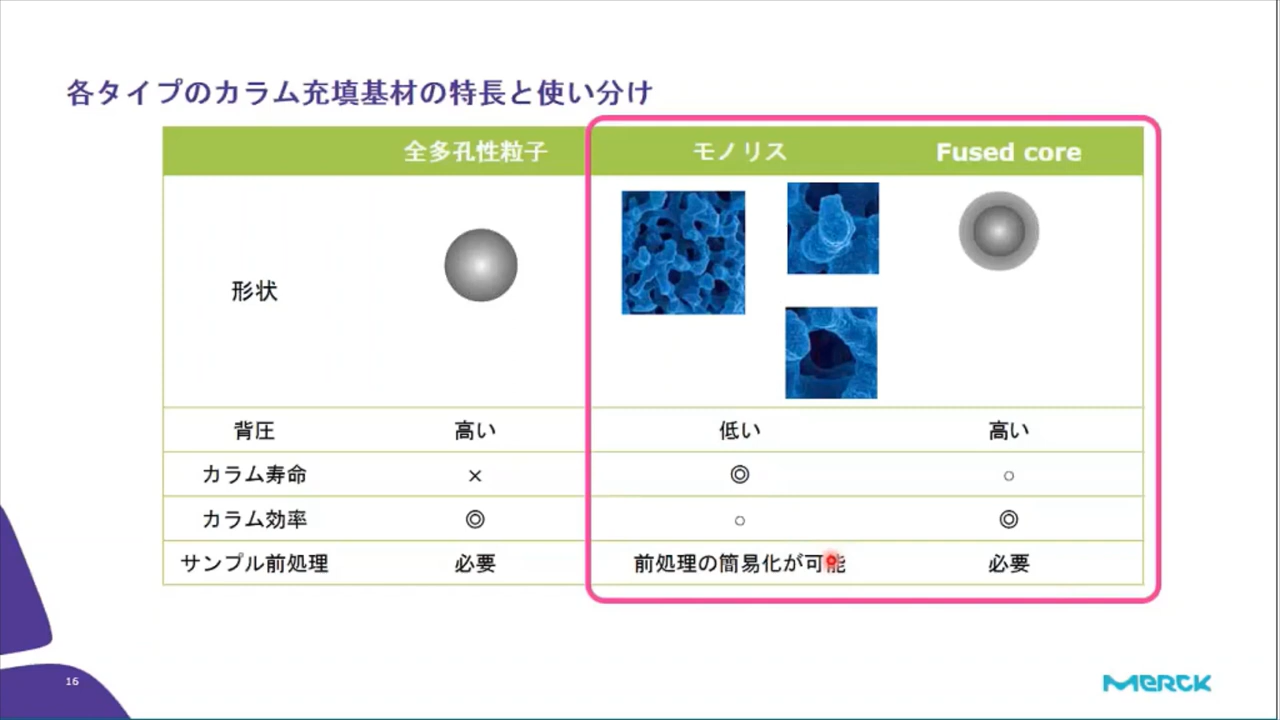 各タイプのカラム充填基材の特長と使い分け
全多孔性粒子 モノリス Fused core
形状
背圧 高い 低い 高い
カラム寿命 × ◎ ○
カラム効率 ◎ ○ ◎
サンプル前処理 必要 前処理の簡易化が可能 必要
16
MERCK